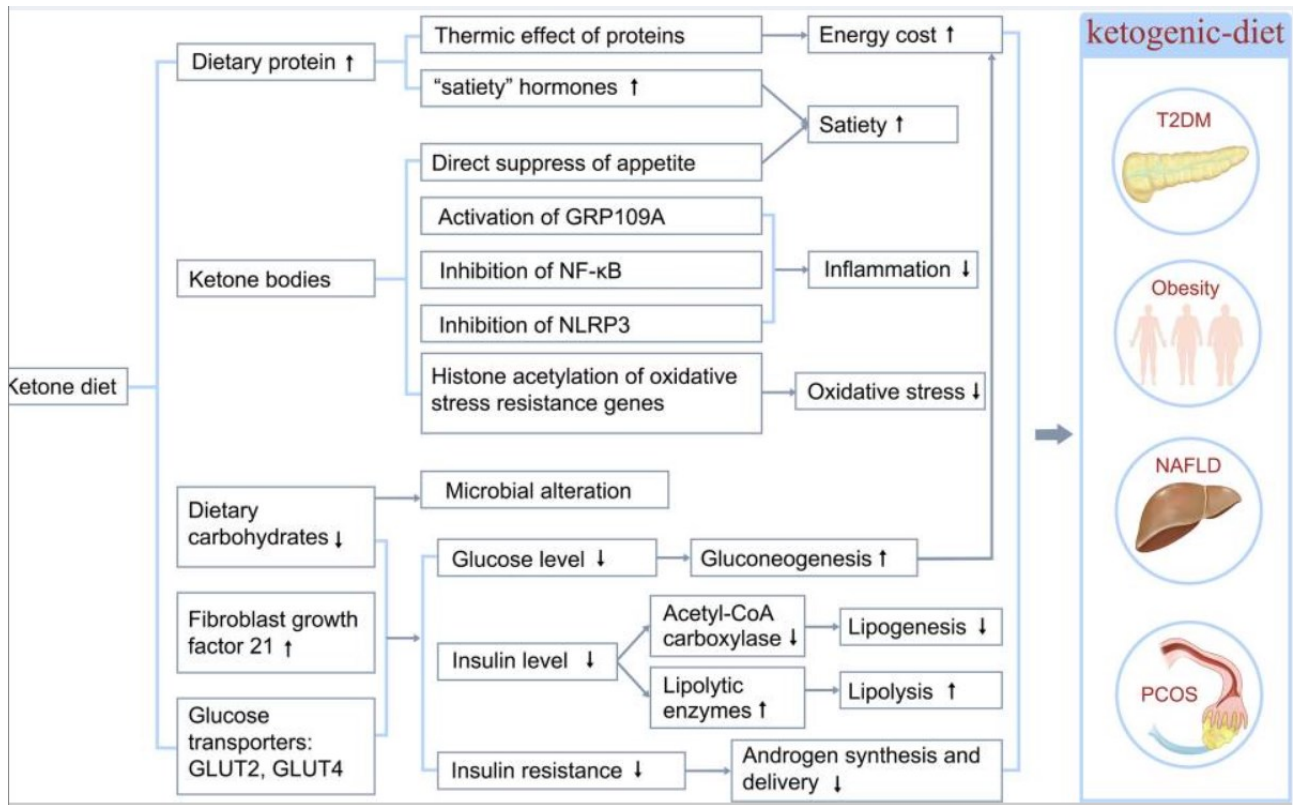 ketogenic-diet
Dietary protein ↑
Thermic effect of proteins
Energy cost ↑
"satiety" hormones ↑
Satiety ↑
Direct suppress of appetite
Ketone bodies
Activation of GRP109A
Inhibition of NF-κB
Inflammation ↓
Inhibition of NLRP3
Ketone diet
Histone acetylation of oxidative
stress resistance genes
Oxidative stress ↓
Dietary
carbohydrates ↓
Microbial alteration
Glucose level ↓
Gluconeogenesis ↑
Fibroblast growth
factor 21 ↑
Insulin level ↓
Acetyl-CoA
carboxylase ↓
Lipogenesis ↓
Lipolytic
enzymes ↑
Lipolysis ↑
Glucose
transporters:
GLUT2, GLUT4
Insulin resistance ↓
Androgen synthesis and
delivery ↓
T2DM
Obesity
NAFLD
PCOS